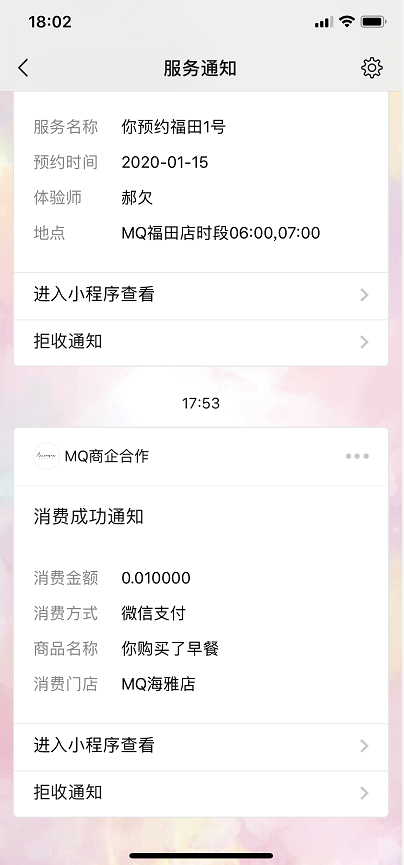 18:02
服务通知
服务名称 你预约福田1号
预约时间 2020-01-15
体验师 郝欠
地点 MQ福田店时段06:00,07:00
进入小程序查看
拒收通知
17:53
MQ商企合作
消费成功通知
消费金额 0.010000
消费方式 微信支付
商品名称 你购买了早餐
消费门店 MQ海雅店
进入小程序查看
拒收通知